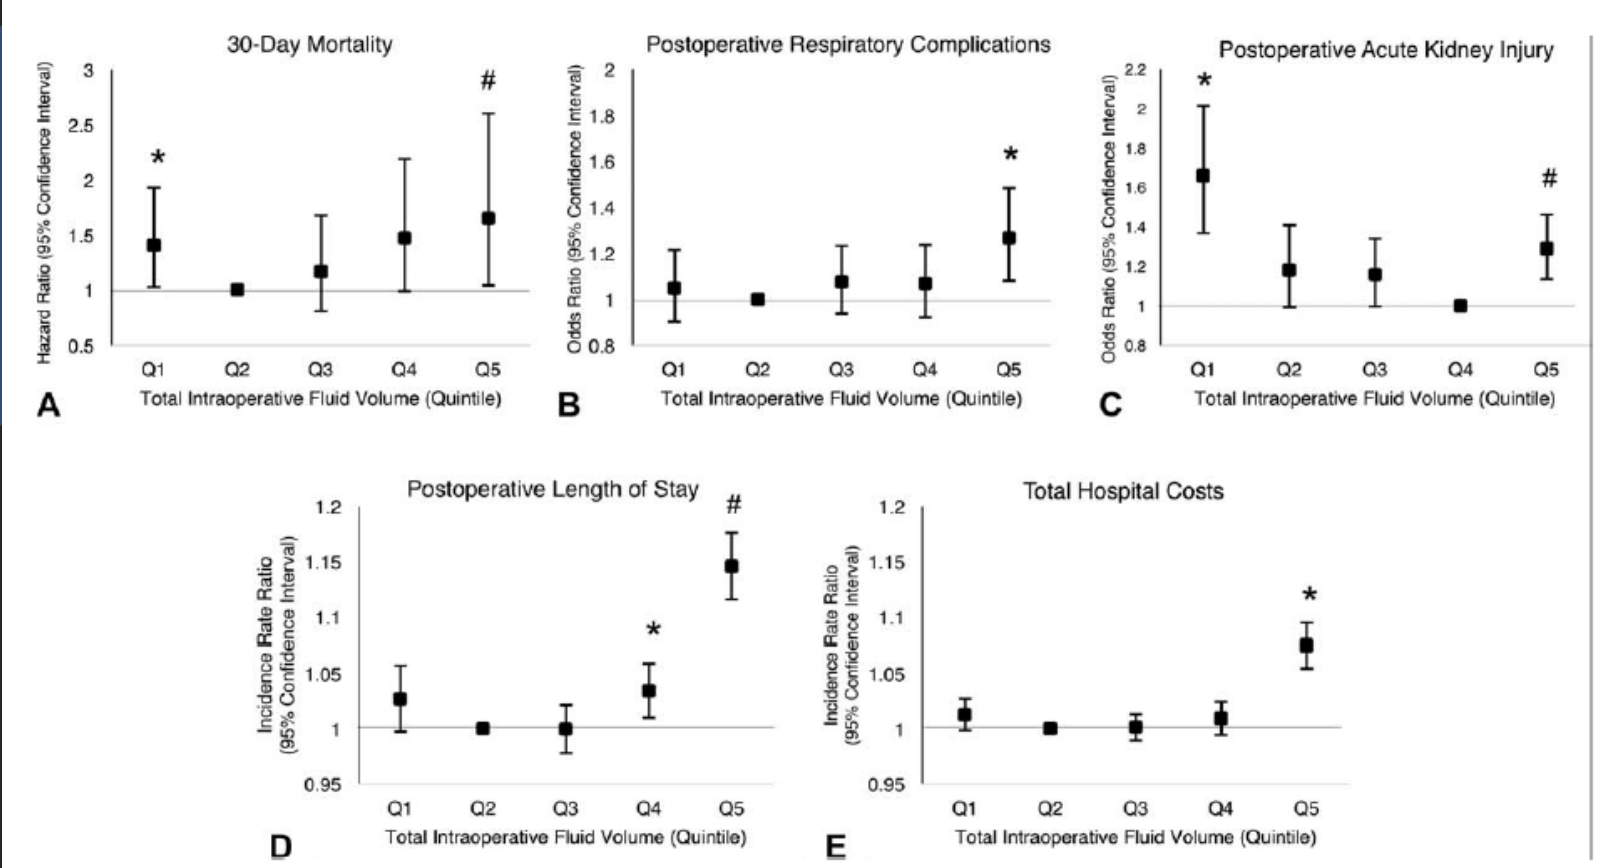 30-Day Mortality
Hazard Ratio (95% Confidence Interval)
3
2.5
2
1.5
1
0.5
*
#
Q1 Q2 Q3 Q4 Q5
Total Intraoperative Fluid Volume (Quintile)
A
Postoperative Respiratory Complications
Odds Ratio (95% Confidence Interval)
2
1.8
1.6
1.4
1.2
1
0.8
*
Q1 Q2 Q3 Q4 Q5
Total Intraoperative Fluid Volume (Quintile)
B
Postoperative Acute Kidney Injury
Odds Ratio (95% Confidence Interval)
2.2
2
1.8
1.6
1.4
1.2
1
0.8
*
#
Q1 Q2 Q3 Q4 Q5
Total Intraoperative Fluid Volume (Quintile)
C
Postoperative Length of Stay
Incidence Rate Ratio
(95% Confidence Interval)
1.2
1.15
1.1
1.05
1
0.95
*
#
Q1 Q2 Q3 Q4 Q5
Total Intraoperative Fluid Volume (Quintile)
D
Total Hospital Costs
Incidence Rate Ratio
(95% Confidence Interval)
1.2
1.15
1.1
1.05
1
0.95
*
Q1 Q2 Q3 Q4 Q5
Total Intraoperative Fluid Volume (Quintile)
E